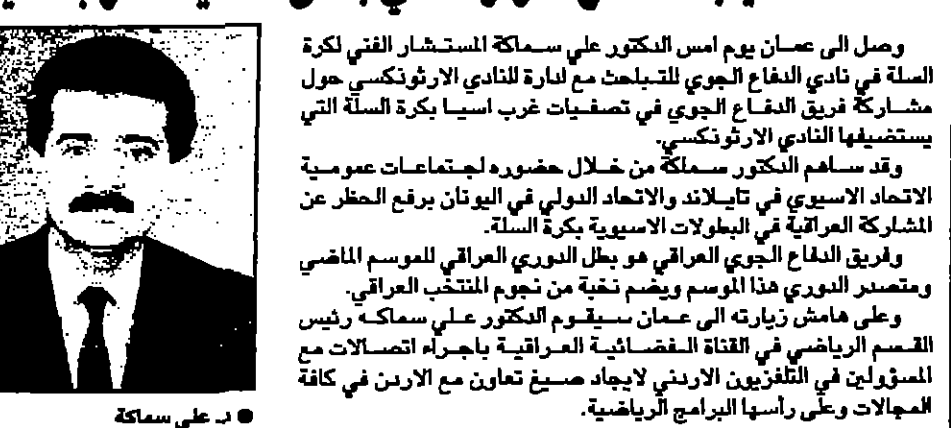 وصل الى عمان يوم امس الدكتور علي سماكة المستشار الفني لكرة
السلة في نادي الدفاع الجوي للتباحث مع ادارة النادي الارثونكسي حول
مشاركة فريق الدفاع الجوي في تصفيات غرب اسيا بكرة السلة التي
يستضيفها النادي الارثونكسي.
وقد ساهم الدكتور سماكة من خلال حضوره اجتماعات عمومية
الاتحاد الاسيوي في تايلاند والاتحاد الدولي في اليونان برفع الحظر عن
المشاركة العراقية في البطولات الاسيوية بكرة السلة.
وفريق الدفاع الجوي العراقي هو بطل الدوري العراقي للموسم الماضي
ومتصدر الدوري هذا الموسم ويضم نخبة من نجوم المنتخب العراقي.
وعلى هامش زيارته الى عمان سيقوم الدكتور علي سماكه رئيس
القسم الرياضي في القناة الفضائية العراقية باجراء اتصالات مع
المسؤولين في التلفزيون الاردني لايجاد صيغ تعاون مع الاردن في كافة
المجالات وعلى رأسها البرامج الرياضية.
● د. علي سماكة